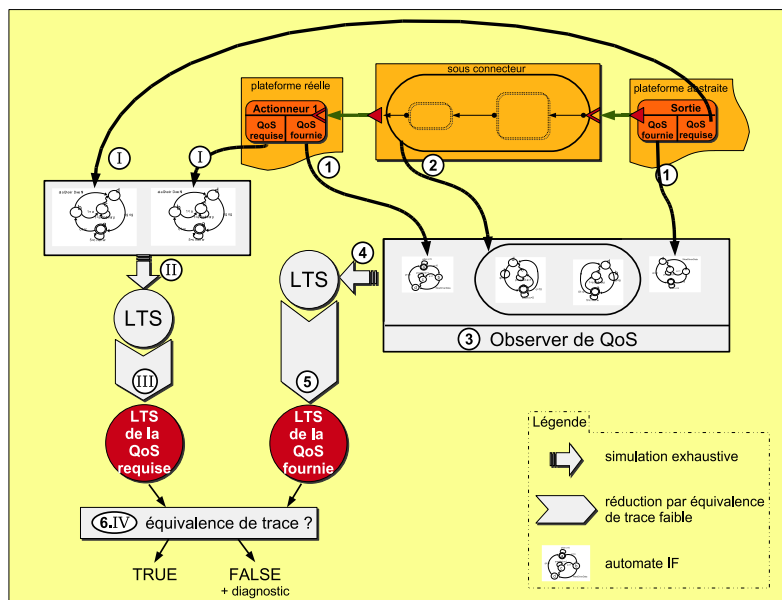 sous connecteur
plateforme réelle
plateforme abstraite
Actionneur 1
QoS requise
QoS fournie
Sortie
QoS fournie
QoS requise
I
I
1
2
1
II
4
LTS
LTS
3 Observer de QoS
III
5
LTS
de la
QoS
requise
LTS
de la
QoS
fournie
6.IV équivalence de trace ?
TRUE
FALSE
+ diagnostic
Légende
simulation exhaustive
réduction par équivalence
de trace faible
automate IF